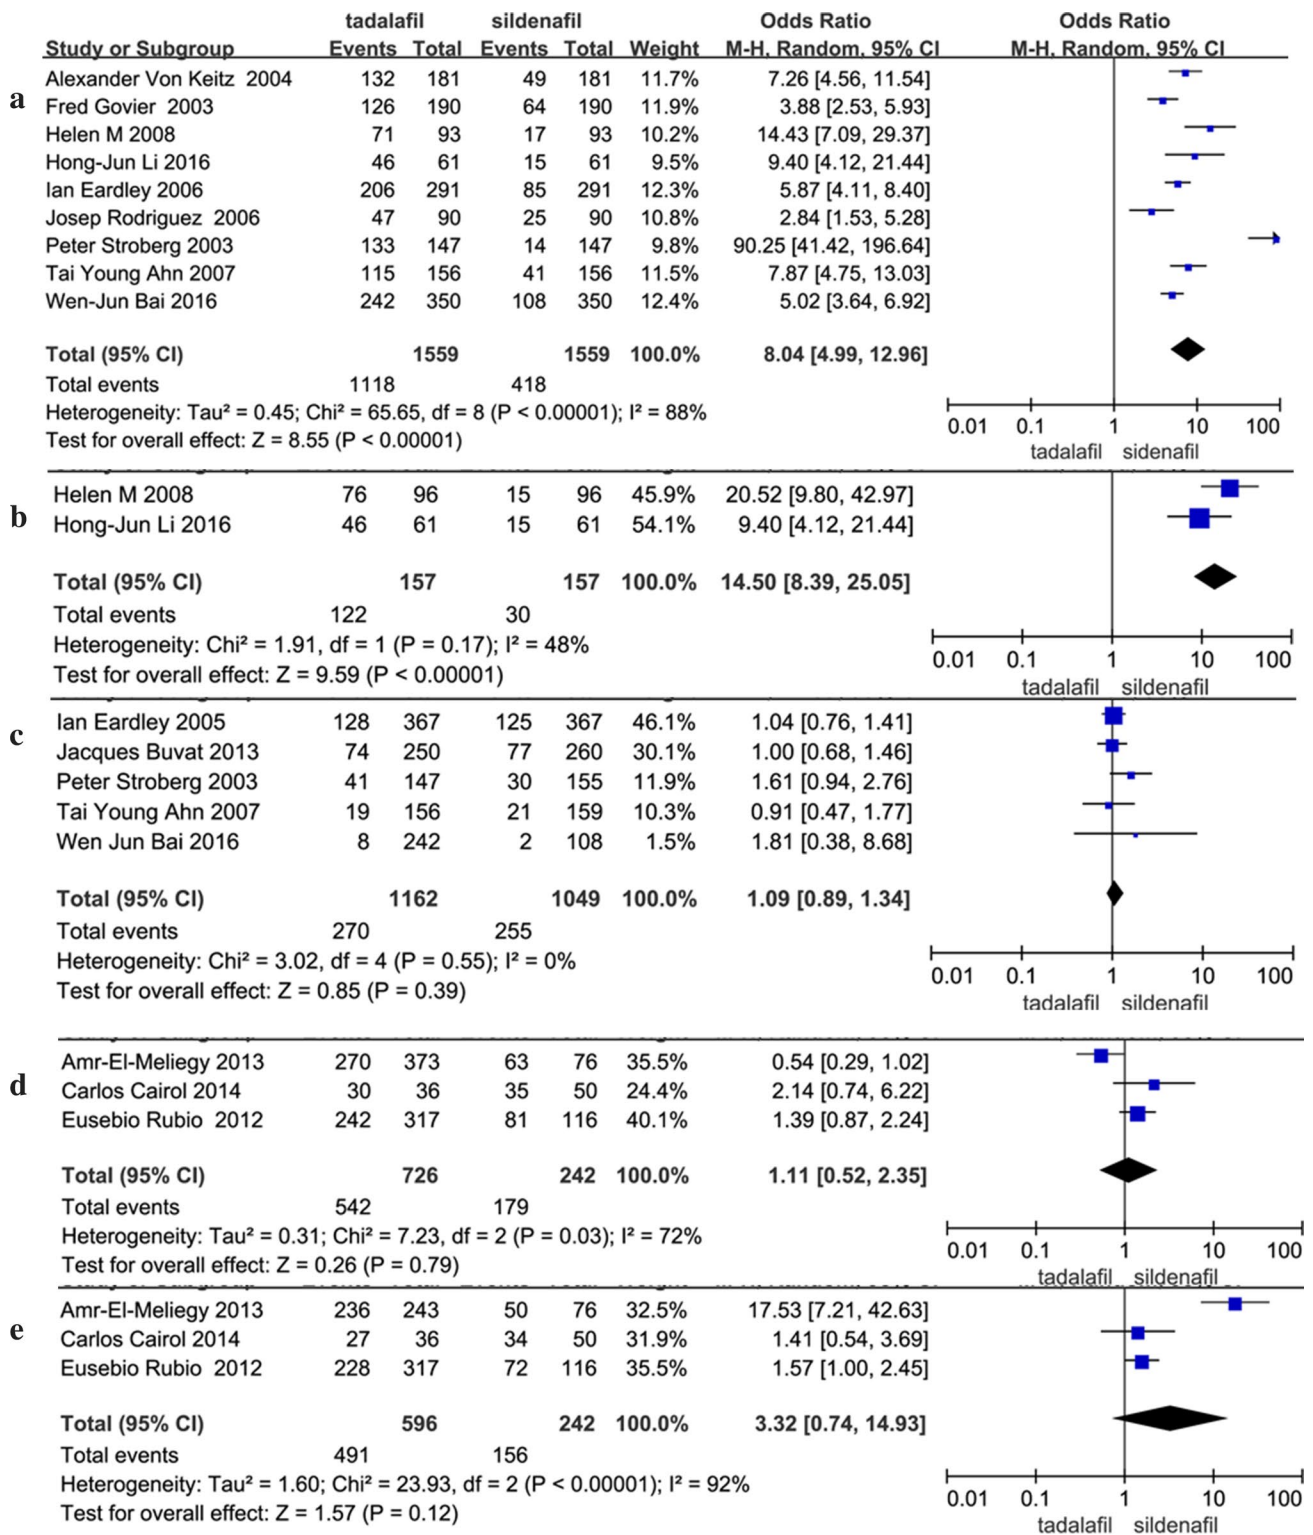 tadalafil sildenafil Odds Ratio Odds Ratio
Study or Subgroup Events Total Events Total Weight M-H, Random, 95% CI M-H, Random, 95% CI
a
Alexander Von Keitz 2004 132 181 49 181 11.7% 7.26 [4.56, 11.54]
Fred Govier 2003 126 190 64 190 11.9% 3.88 [2.53, 5.93]
Helen M 2008 71 93 17 93 10.2% 14.43 [7.09, 29.37]
Hong-Jun Li 2016 46 61 15 61 9.5% 9.40 [4.12, 21.44]
Ian Eardley 2006 206 291 85 291 12.3% 5.87 [4.11, 8.40]
Josep Rodriguez 2006 47 90 25 90 10.8% 2.84 [1.53, 5.28]
Peter Stroberg 2003 133 147 14 147 9.8% 90.25 [41.42, 196.64]
Tai Young Ahn 2007 115 156 41 156 11.5% 7.87 [4.75, 13.03]
Wen-Jun Bai 2016 242 350 108 350 12.4% 5.02 [3.64, 6.92]
Total (95% CI) 1559 1559 100.0% 8.04 [4.99, 12.96]
Total events 1118 418
Heterogeneity: Tau² = 0.45; Chi² = 65.65, df = 8 (P < 0.00001); I² = 88%
Test for overall effect: Z = 8.55 (P < 0.00001)
0.01 0.1 1 10 100
tadalafil sidenafil
b
Helen M 2008 76 96 15 96 45.9% 20.52 [9.80, 42.97]
Hong-Jun Li 2016 46 61 15 61 54.1% 9.40 [4.12, 21.44]
Total (95% CI) 157 157 100.0% 14.50 [8.39, 25.05]
Total events 122 30
Heterogeneity: Chi² = 1.91, df = 1 (P = 0.17); I² = 48%
Test for overall effect: Z = 9.59 (P < 0.00001)
0.01 0.1 1 10 100
tadalafil sildenafil
c
Ian Eardley 2005 128 367 125 367 46.1% 1.04 [0.76, 1.41]
Jacques Buvat 2013 74 250 77 260 30.1% 1.00 [0.68, 1.46]
Peter Stroberg 2003 41 147 30 155 11.9% 1.61 [0.94, 2.76]
Tai Young Ahn 2007 19 156 21 159 10.3% 0.91 [0.47, 1.77]
Wen Jun Bai 2016 8 242 2 108 1.5% 1.81 [0.38, 8.68]
Total (95% CI) 1162 1049 100.0% 1.09 [0.89, 1.34]
Total events 270 255
Heterogeneity: Chi² = 3.02, df = 4 (P = 0.55); I² = 0%
Test for overall effect: Z = 0.85 (P = 0.39)
0.01 0.1 1 10 100
tadalafil sildenafil
d
Amr-El-Meliegy 2013 270 373 63 76 35.5% 0.54 [0.29, 1.02]
Carlos Cairol 2014 30 36 35 50 24.4% 2.14 [0.74, 6.22]
Eusebio Rubio 2012 242 317 81 116 40.1% 1.39 [0.87, 2.24]
Total (95% CI) 726 242 100.0% 1.11 [0.52, 2.35]
Total events 542 179
Heterogeneity: Tau² = 0.31; Chi² = 7.23, df = 2 (P = 0.03); I² = 72%
Test for overall effect: Z = 0.26 (P = 0.79)
0.01 0.1 1 10 100
tadalafil sildenafil
e
Amr-El-Meliegy 2013 236 243 50 76 32.5% 17.53 [7.21, 42.63]
Carlos Cairol 2014 27 36 34 50 31.9% 1.41 [0.54, 3.69]
Eusebio Rubio 2012 228 317 72 116 35.5% 1.57 [1.00, 2.45]
Total (95% CI) 596 242 100.0% 3.32 [0.74, 14.93]
Total events 491 156
Heterogeneity: Tau² = 1.60; Chi² = 23.93, df = 2 (P < 0.00001); I² = 92%
Test for overall effect: Z = 1.57 (P = 0.12)
0.01 0.1 1 10 100
tadalafil sildenafil